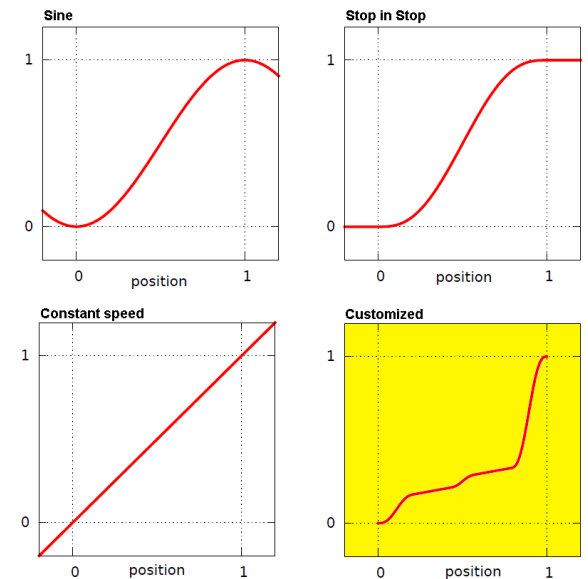 Sine
1
0
0
1
position
Stop in Stop
1
0
0
1
position
Constant speed
1
0
0
1
position
Customized
1
0
0
1
position